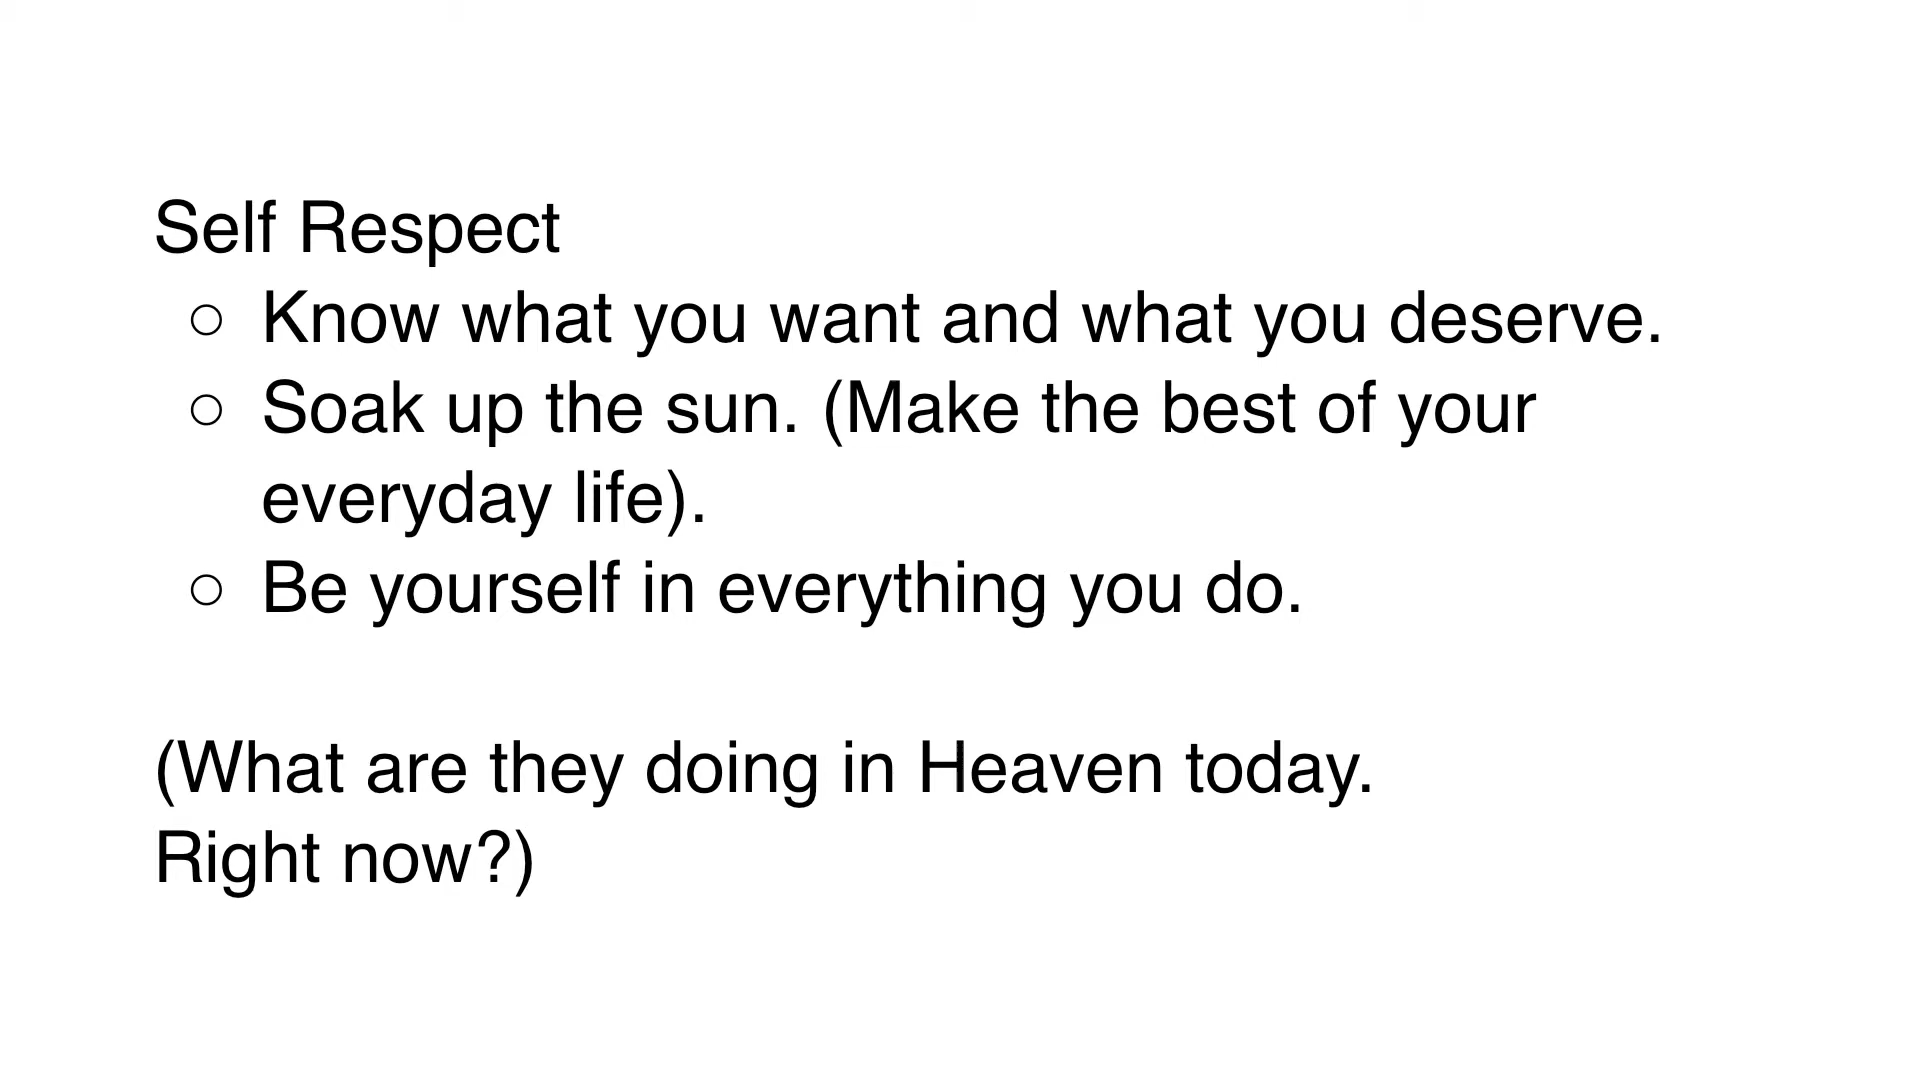 Self Respect
○ Know what you want and what you deserve.
○ Soak up the sun. (Make the best of your
everyday life).
○ Be yourself in everything you do.
(What are they doing in Heaven today.
Right now?)